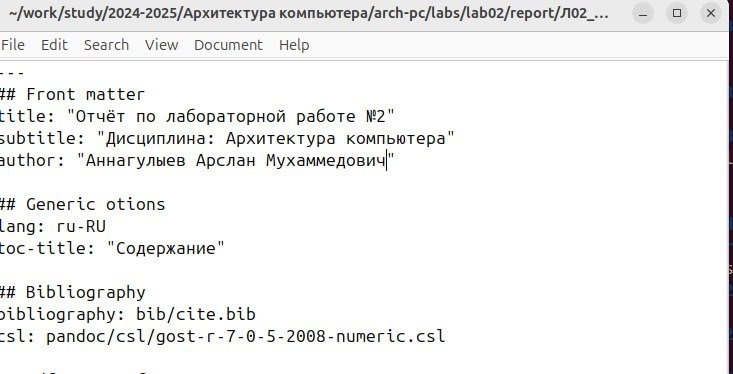 ~/work/study/2024-2025/Архитектура компьютера/arch-pc/labs/lab02/report/Л02_...
File Edit Search View Document Help
---
## Front matter
title: "Отчёт по лабораторной работе №2"
subtitle: "Дисциплина: Архитектура компьютера"
author: "Аннагулыев Арслан Мухаммедович"
## Generic otions
lang: ru-RU
toc-title: "Содержание"
## Bibliography
bibliography: bib/cite.bib
csl: pandoc/csl/gost-r-7-0-5-2008-numeric.csl